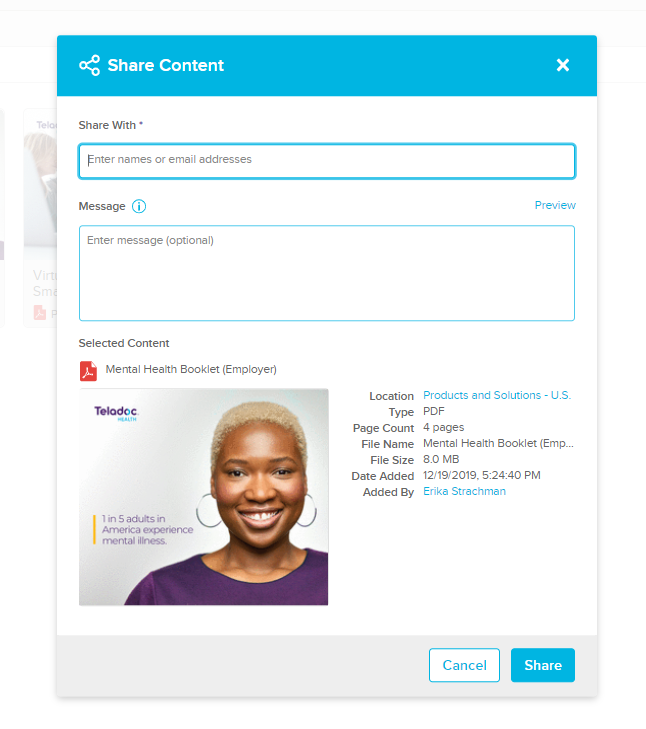 Share Content
Share With *
Enter names or email addresses
Message
Preview
Enter message (optional)
Selected Content
Mental Health Booklet (Employer)
Teladoc
HEALTH
1 in 5 adults in
America experience
mental illness.
Location Products and Solutions - U.S.
Type PDF
Page Count 4 pages
File Name Mental Health Booklet (Emp...
File Size 8.0 MB
Date Added 12/19/2019, 5:24:40 PM
Added By Erika Strachman
Cancel Share